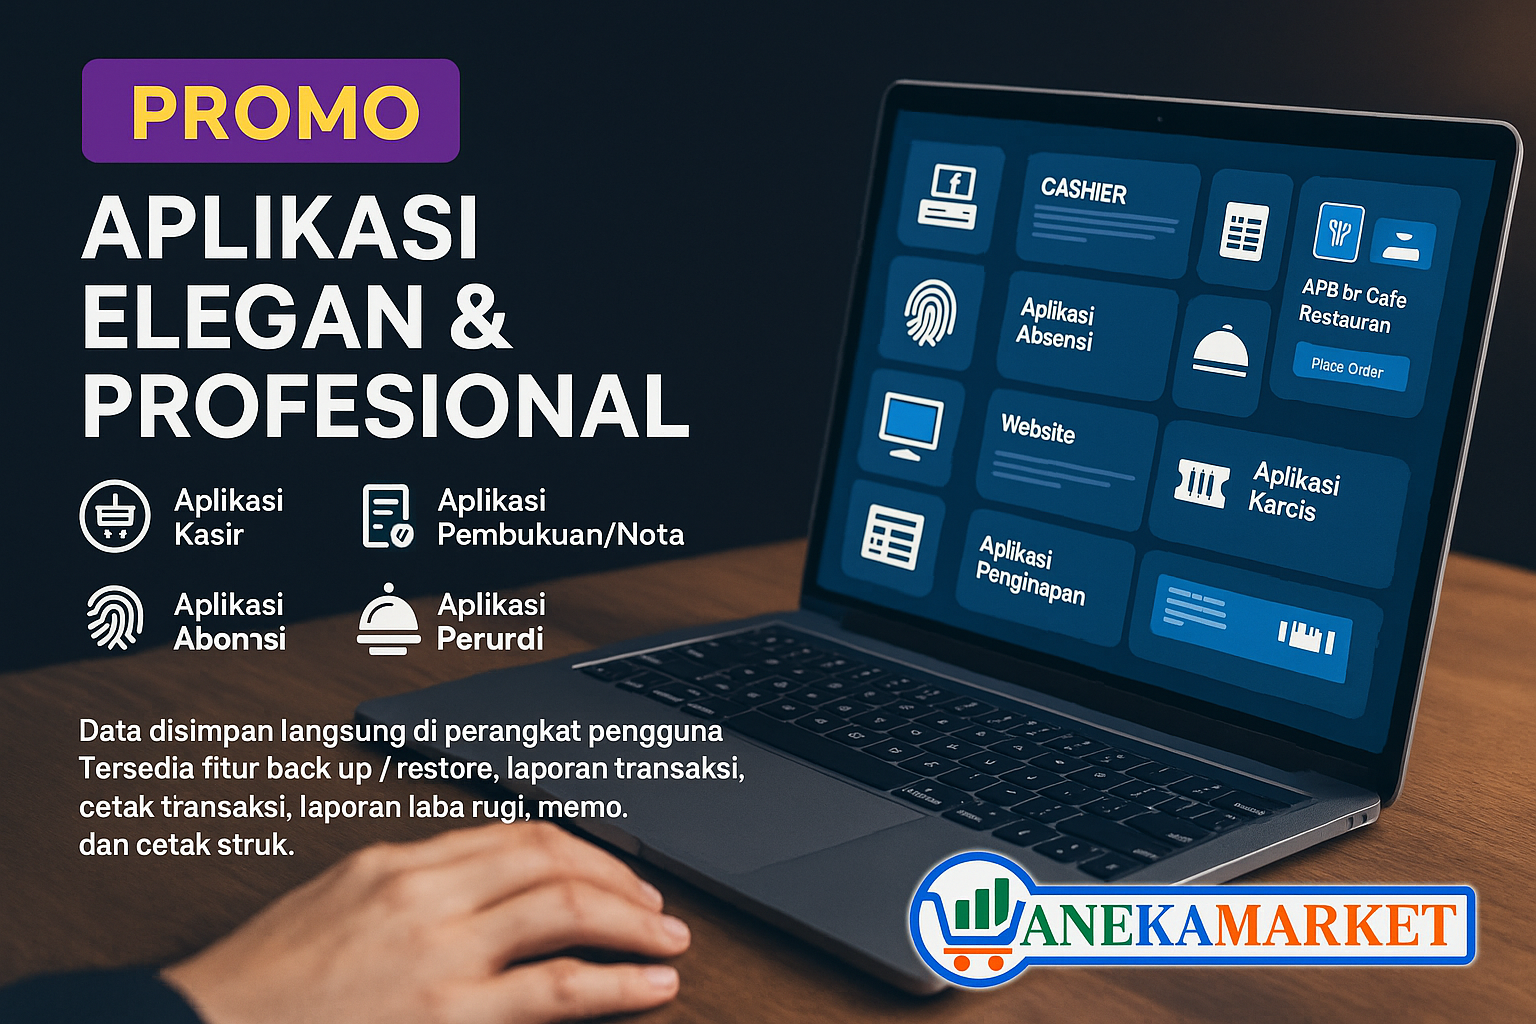 PROMO
APLIKASI
ELEGAN &
PROFESIONAL
Aplikasi
Kasir
Aplikasi
Pembukuan/Nota
Aplikasi
Abomsi
Aplikasi
Perurdi
Data disimpan langsung di perangkat pengguna
Tersedia fitur back up / restore, laporan transaksi,
cetak transaksi, laporan laba rugi, memo.
dan cetak struk.
f
CASHIER
APB br Cafe
Restauran
Place Order
Aplikasi
Absensi
Website
Aplikasi
Karcis
Aplikasi
Penginapan
ANEKAMARKET